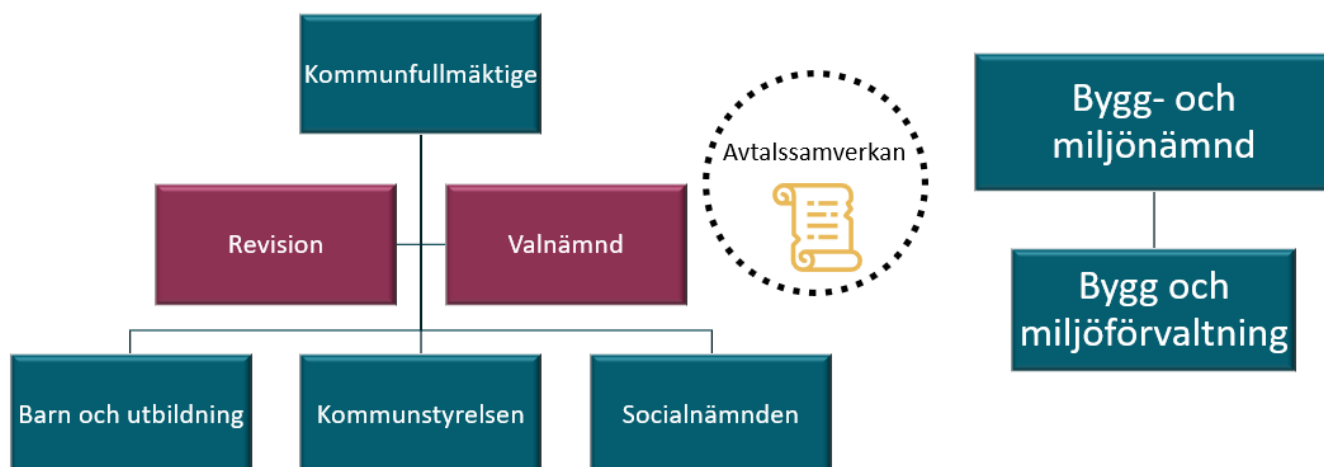 Kommunfullmäktige
Revision
Valnämnd
Barn och utbildning
Kommunstyrelsen
Socialnämnden
Avtalssamverkan
Bygg- och
miljönämnd
Bygg och
miljöförvaltning